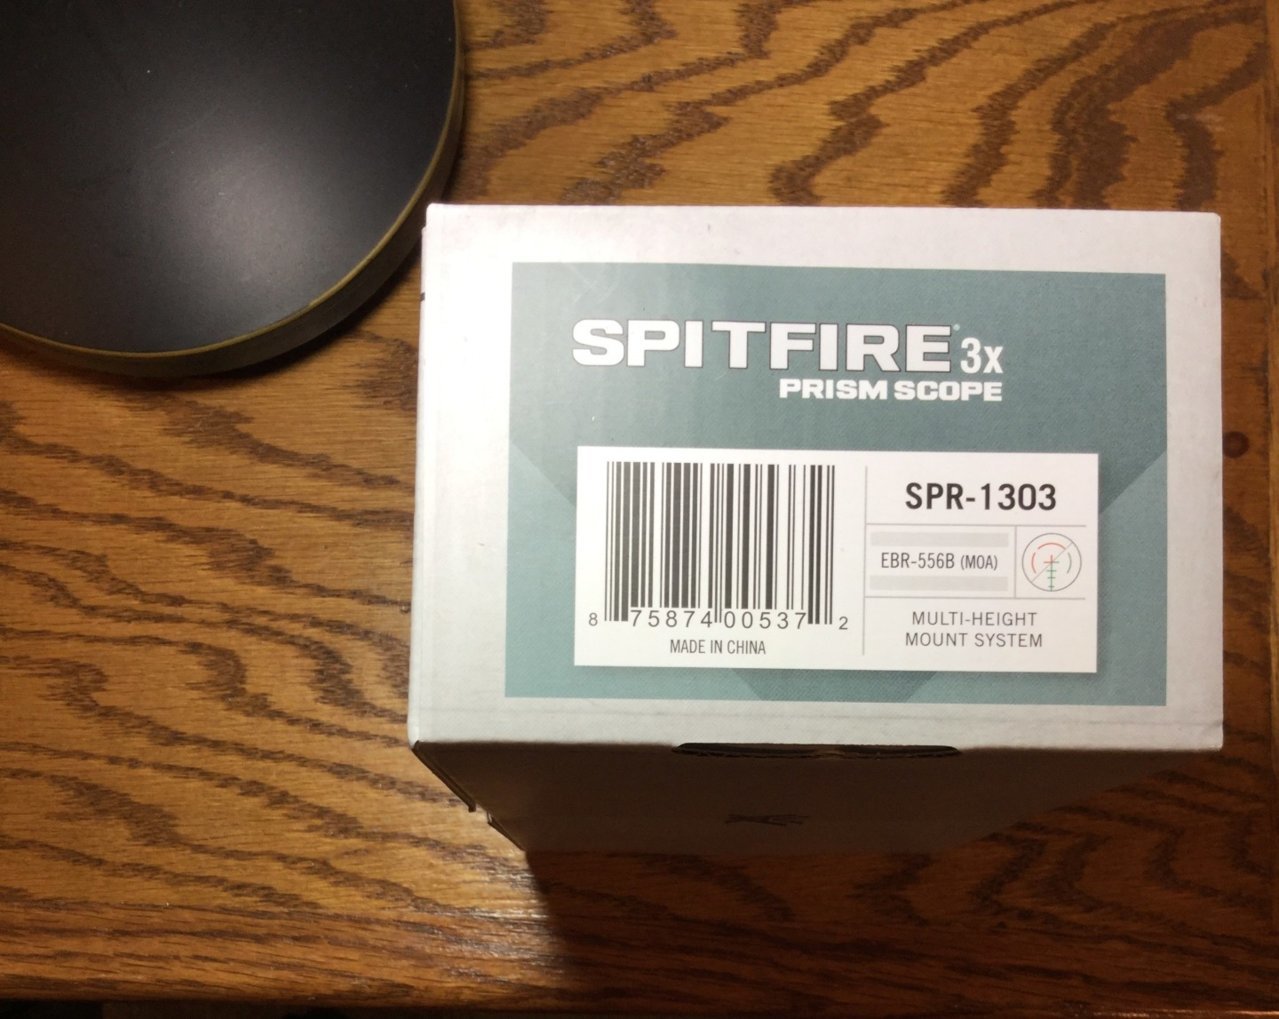 SPITFIRE® 3x
PRISM SCOPE
SPR-1303
EBR-556B (MOA)
MULTI-HEIGHT
MOUNT SYSTEM
8 75874 00537 2
MADE IN CHINA